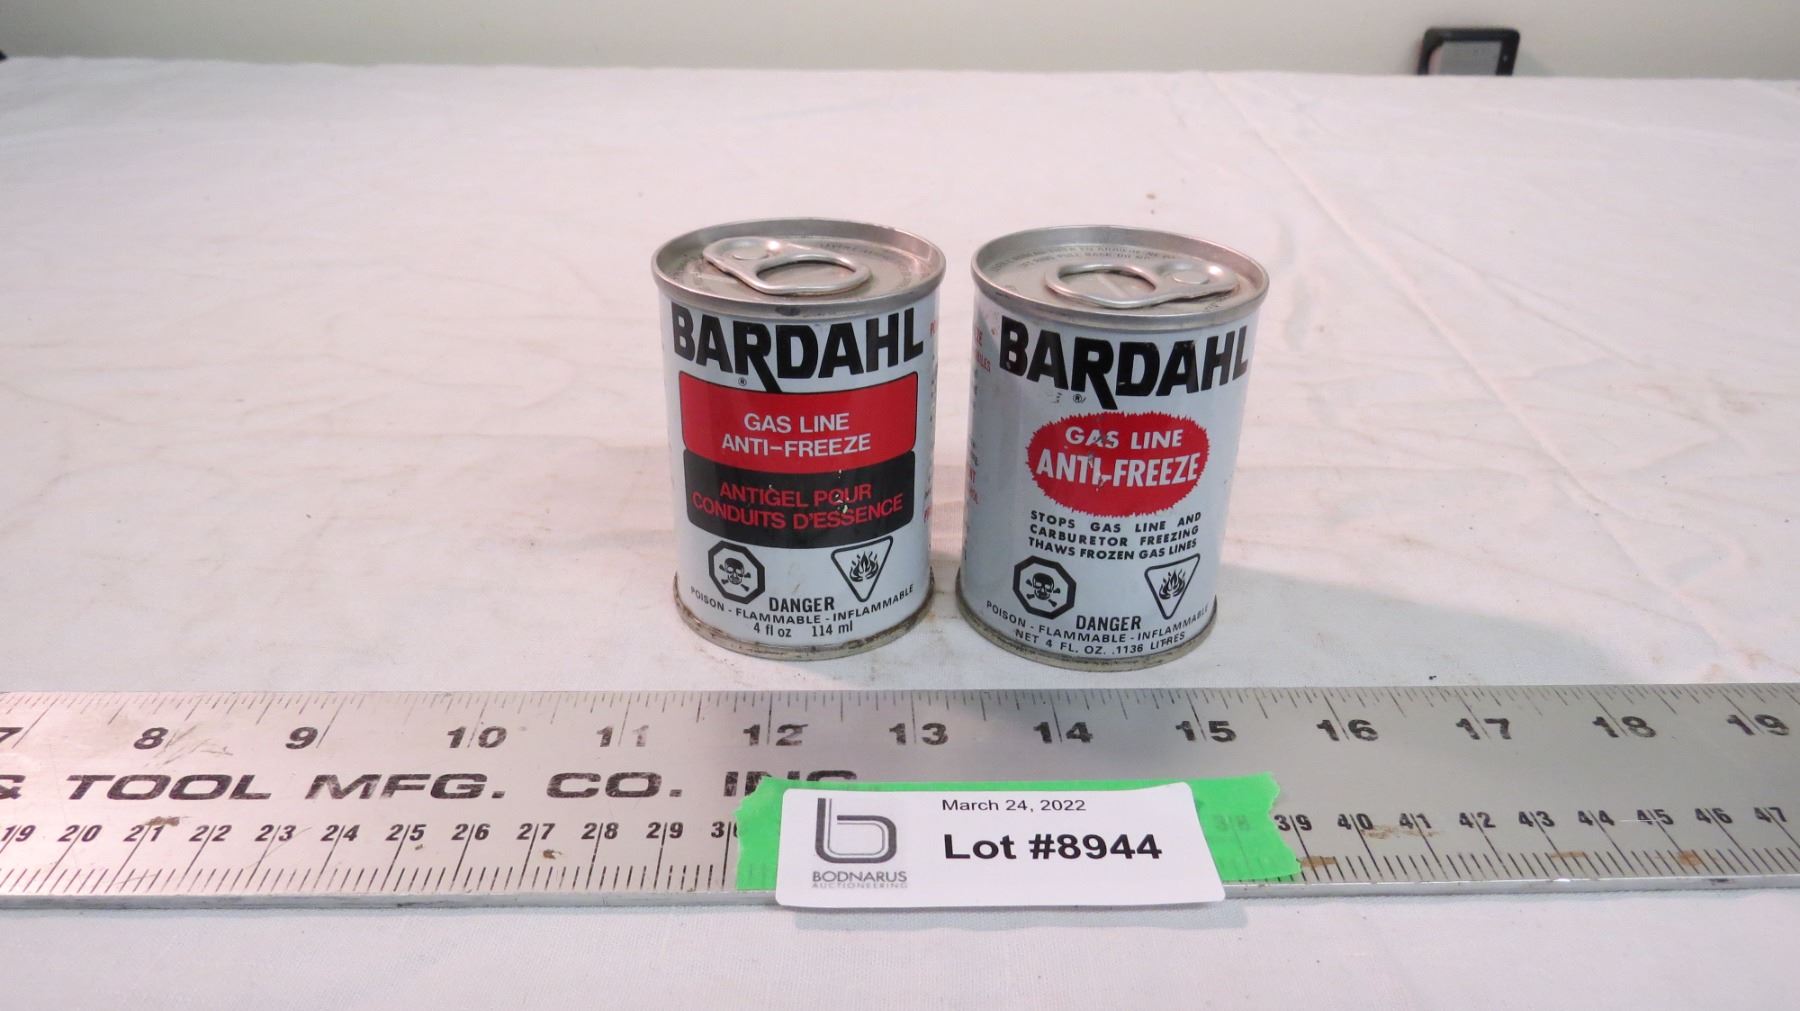 BARDAHL
®
GAS LINE
ANTI-FREEZE
ANTIGEL POUR
CONDUITS D'ESSENCE
DANGER
POISON - FLAMMABLE - INFLAMMABLE
4 fl oz 114 ml
BARDAHL
®
GAS LINE
ANTI-FREEZE
STOPS GAS LINE AND
CARBURETOR FREEZING
THAWS FROZEN GAS LINES
DANGER
POISON - FLAMMABLE - INFLAMMABLE
NET 4 FL. OZ. .1136 LITRES
7 8 9 10 11 12 13 14 15 16 17 18 19
& TOOL MFG. CO. INC.
19 20 21 22 23 24 25 26 27 28 29 38 39 40 41 42 43 44 45 46 47
March 24, 2022
Lot #8944
BODNARUS
AUCTIONEERING